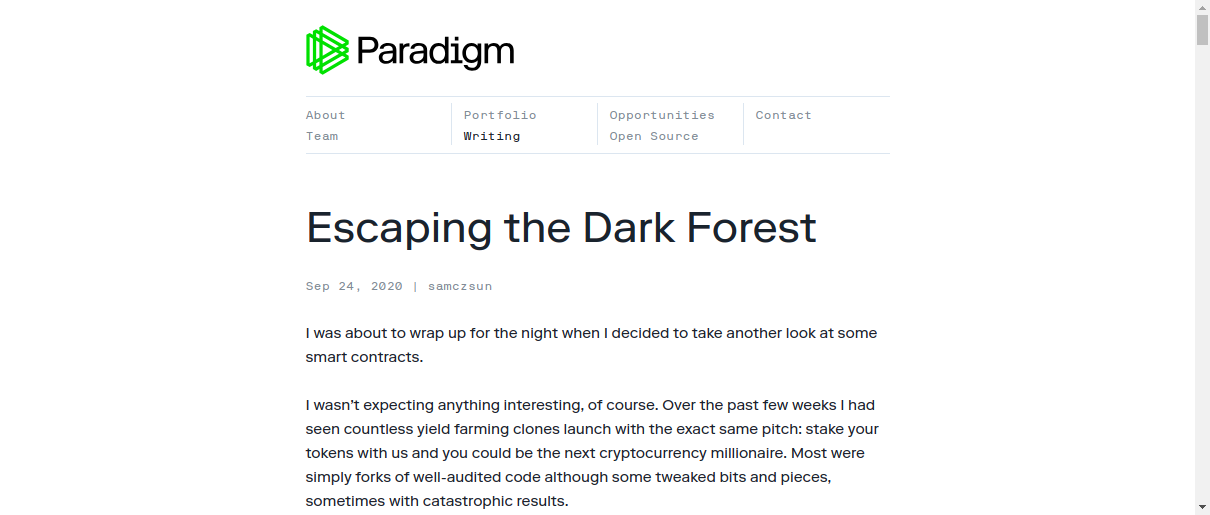 Paradigm
About
Team
Portfolio
Writing
Opportunities
Open Source
Contact
Escaping the Dark Forest
Sep 24, 2020 | samczsun
I was about to wrap up for the night when I decided to take another look at some
smart contracts.
I wasn’t expecting anything interesting, of course. Over the past few weeks I had
seen countless yield farming clones launch with the exact same pitch: stake your
tokens with us and you could be the next cryptocurrency millionaire. Most were
simply forks of well-audited code although some tweaked bits and pieces,
sometimes with catastrophic results.